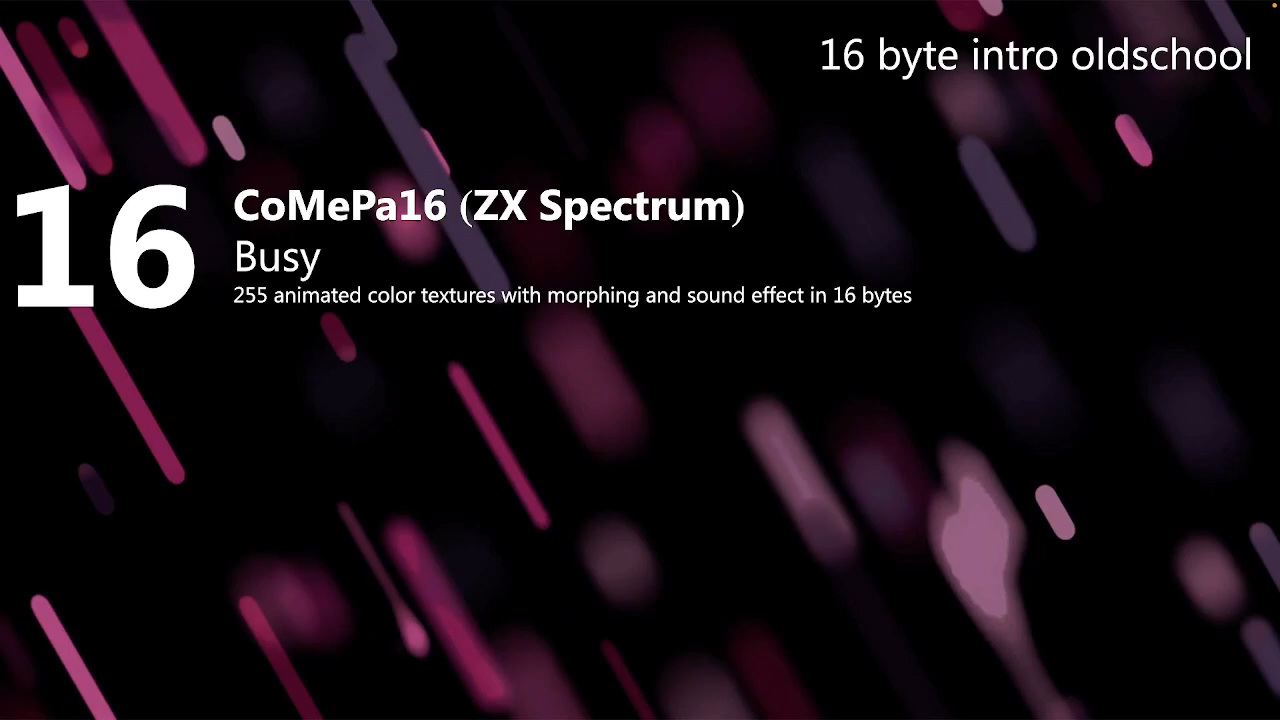 16 byte intro oldschool
16
CoMePa16 (ZX Spectrum)
Busy
255 animated color textures with morphing and sound effect in 16 bytes